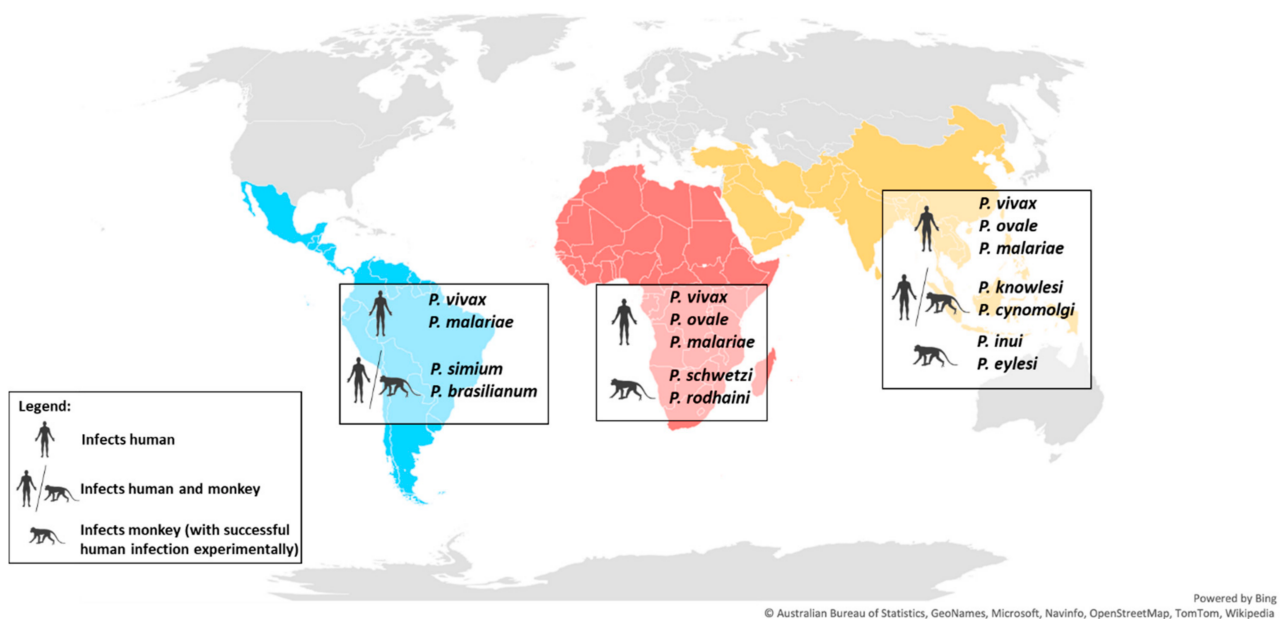 P. vivax
P. ovale
P. malariae
P. knowlesi
P. cynomolgi
P. inui
P. eylesi
P. vivax
P. malariae
P. simium
P. brasilianum
P. vivax
P. ovale
P. malariae
P. schwetzi
P. rodhaini
Legend:
Infects human
Infects human and monkey
Infects monkey (with successful
human infection experimentally)
Powered by Bing
© Australian Bureau of Statistics, GeoNames, Microsoft, Navinfo, OpenStreetMap, TomTom, Wikipedia